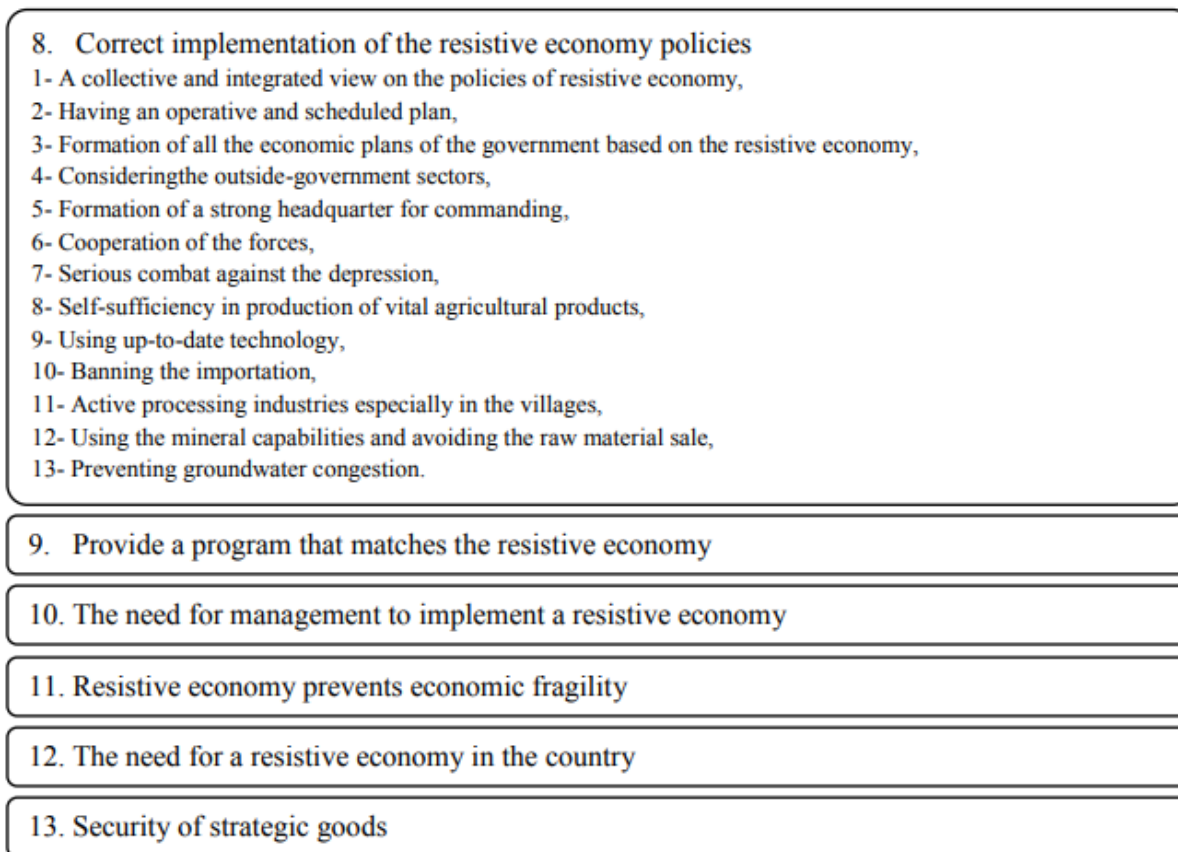 8. Correct implementation of the resistive economy policies
1- A collective and integrated view on the policies of resistive economy,
2- Having an operative and scheduled plan,
3- Formation of all the economic plans of the government based on the resistive economy,
4- Consideringthe outside-government sectors,
5- Formation of a strong headquarter for commanding,
6- Cooperation of the forces,
7- Serious combat against the depression,
8- Self-sufficiency in production of vital agricultural products,
9- Using up-to-date technology,
10- Banning the importation,
11- Active processing industries especially in the villages,
12- Using the mineral capabilities and avoiding the raw material sale,
13- Preventing groundwater congestion.
9. Provide a program that matches the resistive economy
10. The need for management to implement a resistive economy
11. Resistive economy prevents economic fragility
12. The need for a resistive economy in the country
13. Security of strategic goods